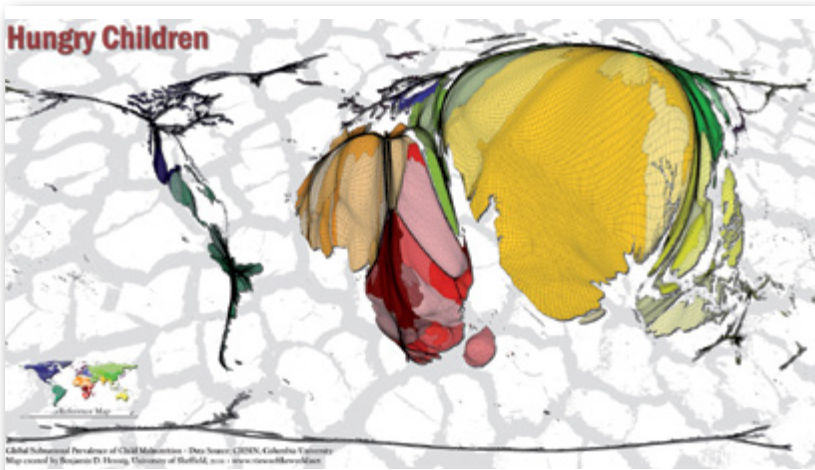 Hungry Children
Reference Map
Global Subnational Prevalence of Child Malnutrition - Data Source: CIESIN, Columbia University
Map created by Benjamin D. Hennig, University of Sheffield, 2010 - www.viewsoftheworld.net